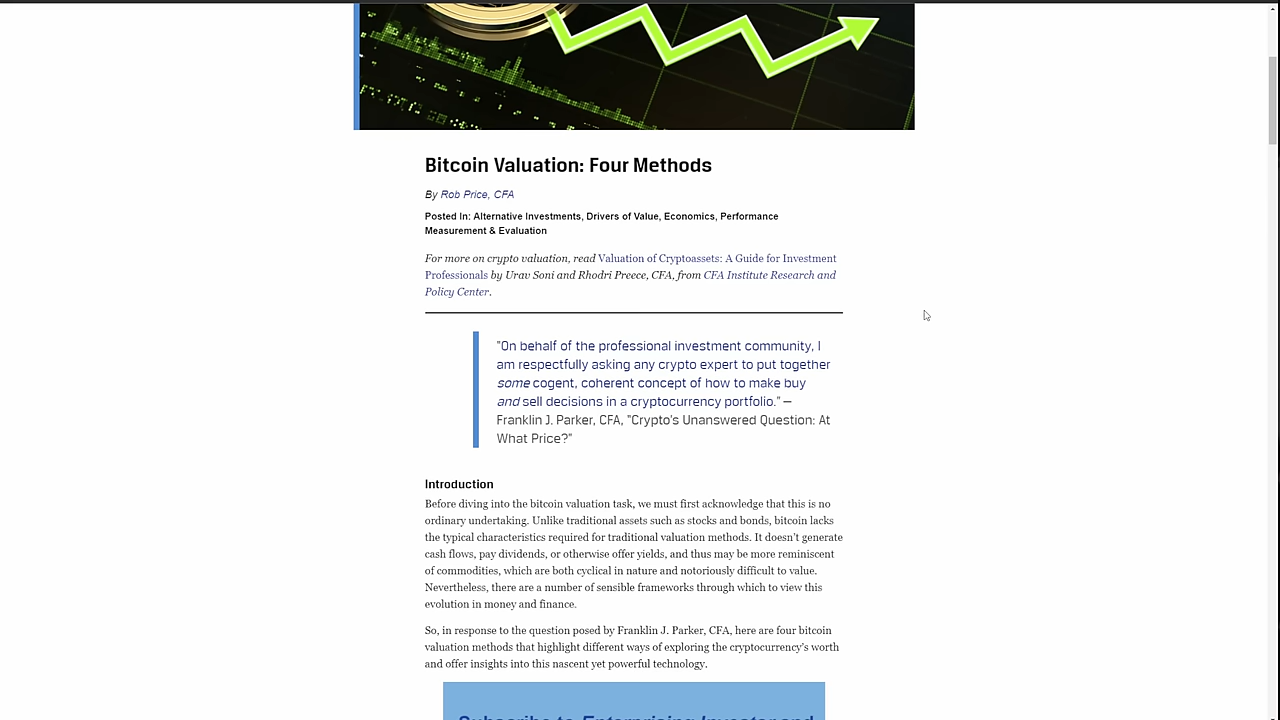 Bitcoin Valuation: Four Methods
By Rob Price, CFA
Posted In: Alternative Investments, Drivers of Value, Economics, Performance
Measurement & Evaluation
For more on crypto valuation, read Valuation of Cryptoassets: A Guide for Investment
Professionals by Urav Soni and Rhodri Preece, CFA, from CFA Institute Research and
Policy Center.
"On behalf of the professional investment community, I
am respectfully asking any crypto expert to put together
some cogent, coherent concept of how to make buy
and sell decisions in a cryptocurrency portfolio." —
Franklin J. Parker, CFA, "Crypto's Unanswered Question: At
What Price?"
Introduction
Before diving into the bitcoin valuation task, we must first acknowledge that this is no
ordinary undertaking. Unlike traditional assets such as stocks and bonds, bitcoin lacks
the typical characteristics required for traditional valuation methods. It doesn't generate
cash flows, pay dividends, or otherwise offer yields, and thus may be more reminiscent
of commodities, which are both cyclical in nature and notoriously difficult to value.
Nevertheless, there are a number of sensible frameworks through which to view this
evolution in money and finance.
So, in response to the question posed by Franklin J. Parker, CFA, here are four bitcoin
valuation methods that highlight different ways of exploring the cryptocurrency's worth
and offer insights into this nascent yet powerful technology.
Subscribe to Enterprising Investor and